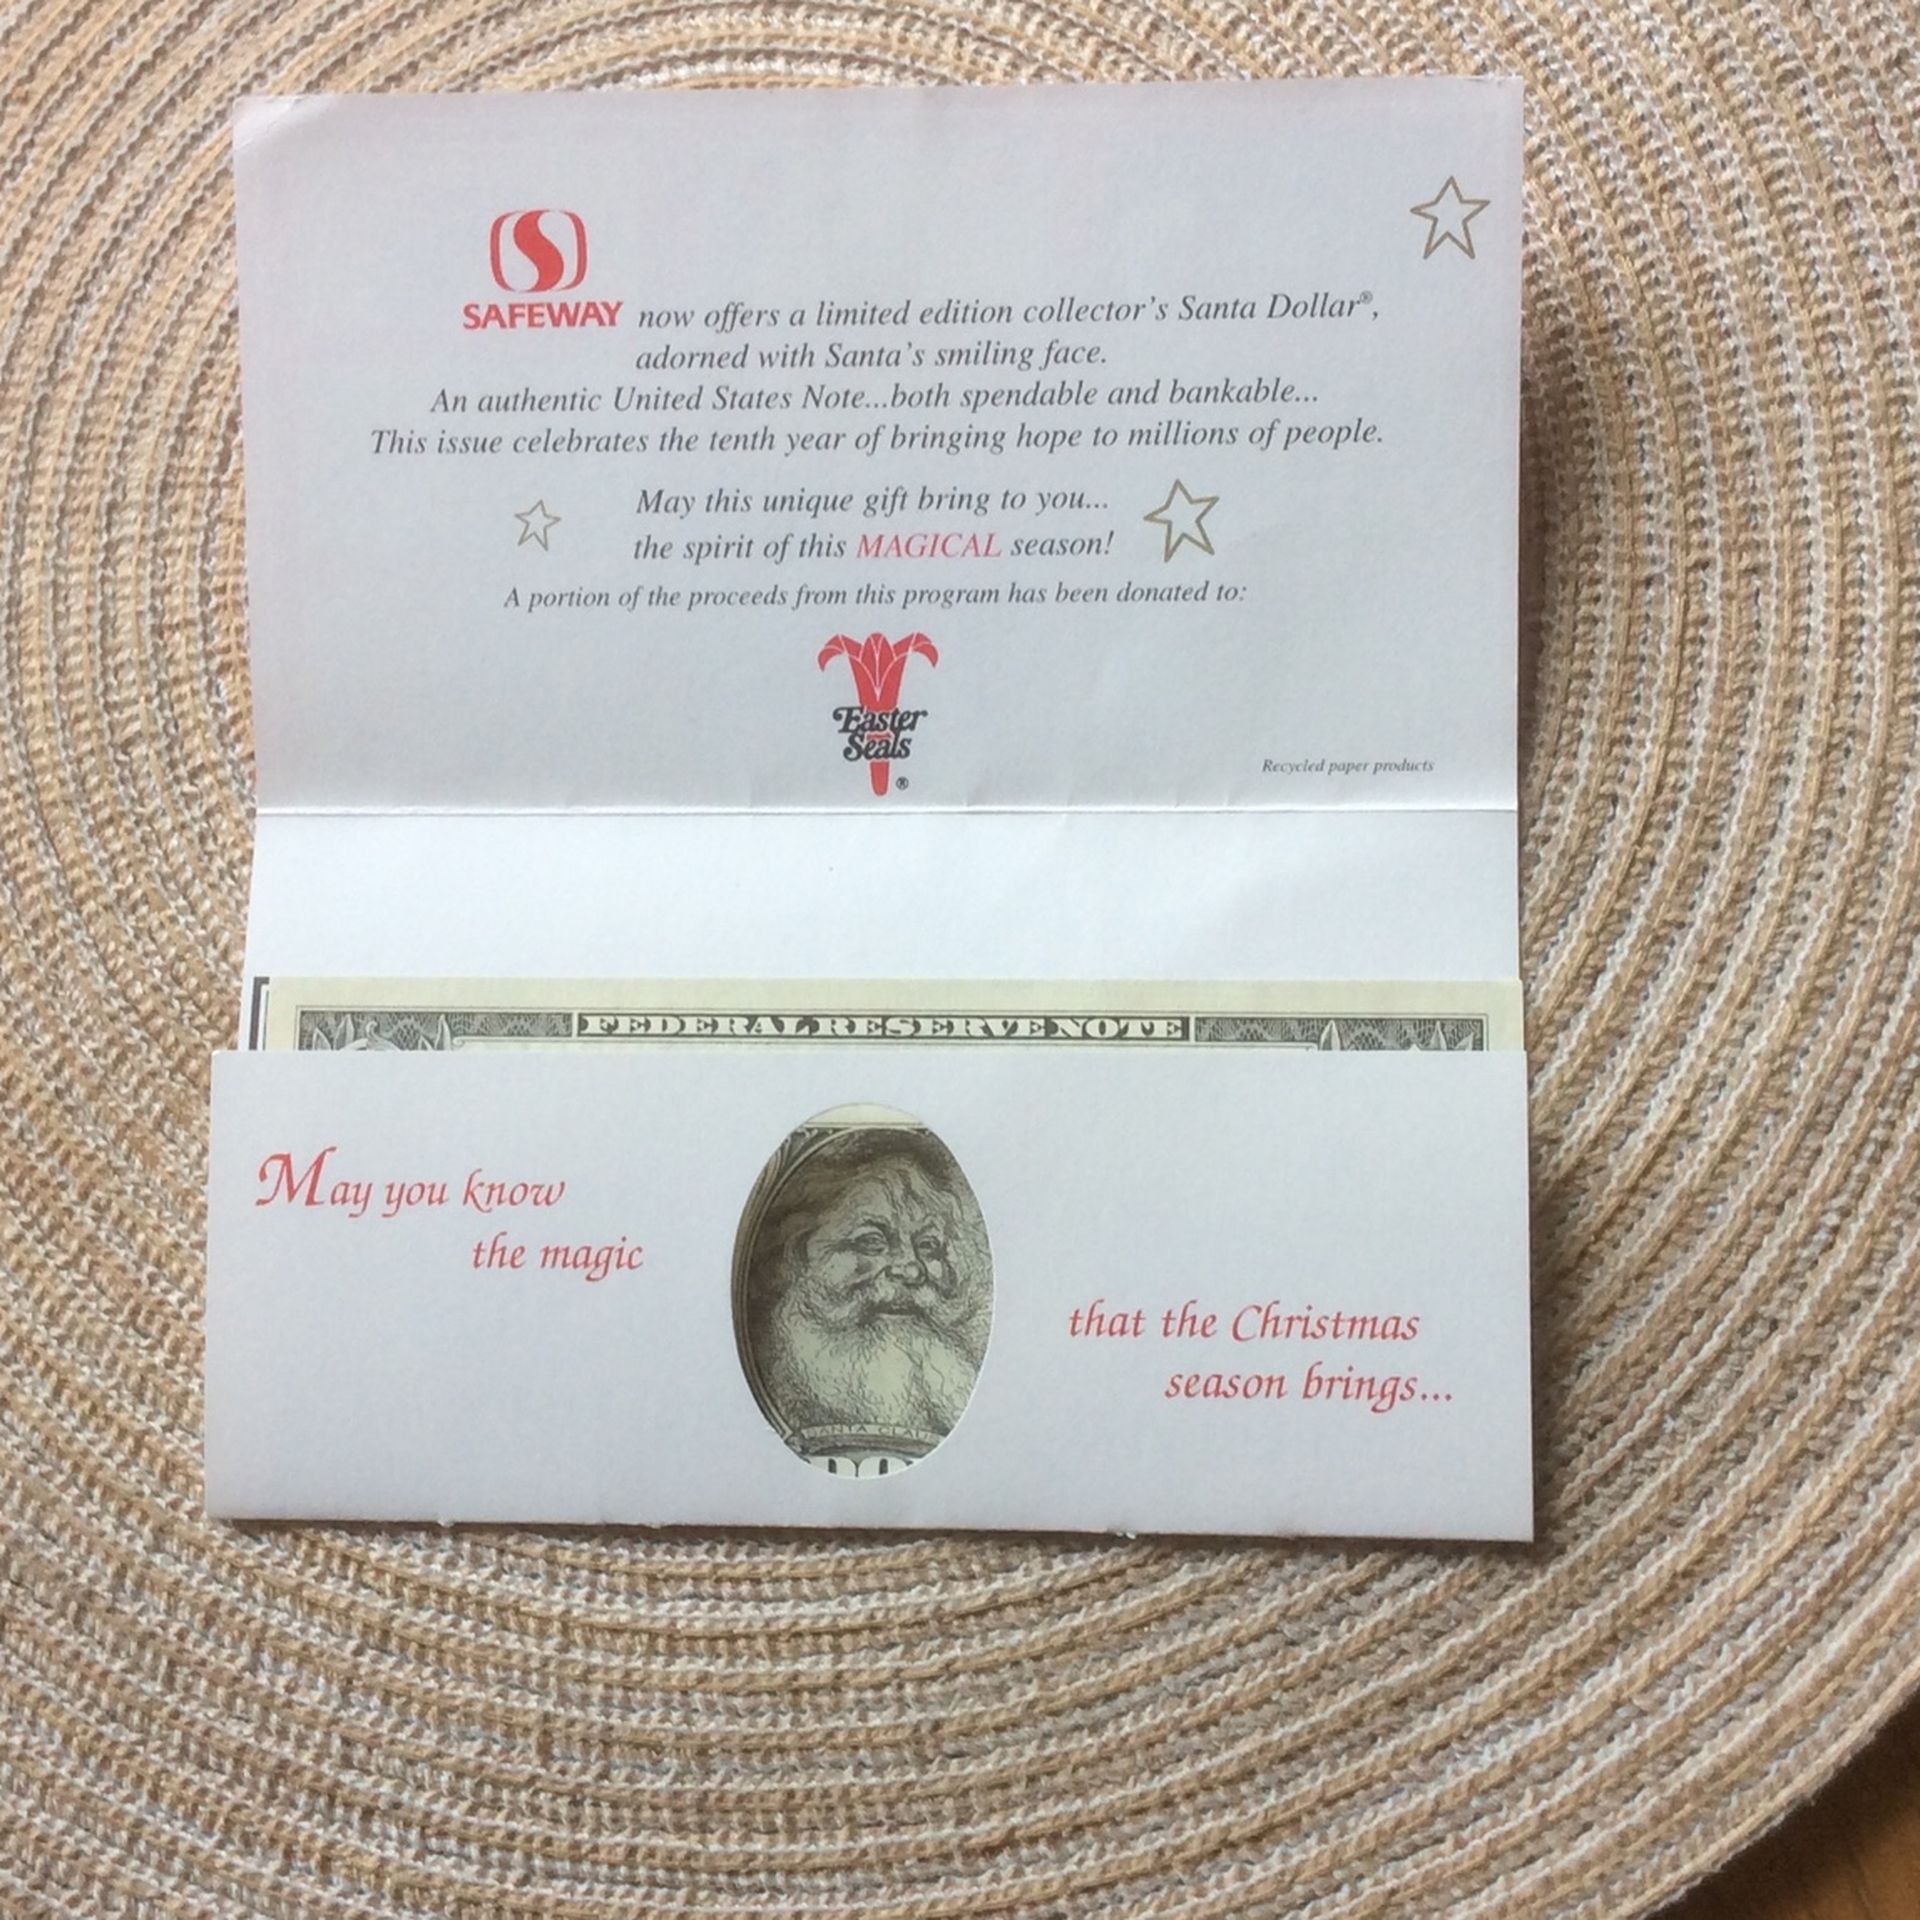 SAFEWAY now offers a limited edition collector's Santa Dollar®,
adorned with Santa's smiling face.
An authentic United States Note...both spendable and bankable...
This issue celebrates the tenth year of bringing hope to millions of people.
May this unique gift bring to you...
the spirit of this MAGICAL season!
A portion of the proceeds from this program has been donated to:
Easter
Seals
®
Recycled paper products
FEDERAL RESERVE NOTE
May you know
the magic
that the Christmas
season brings...
SANTA CLAU